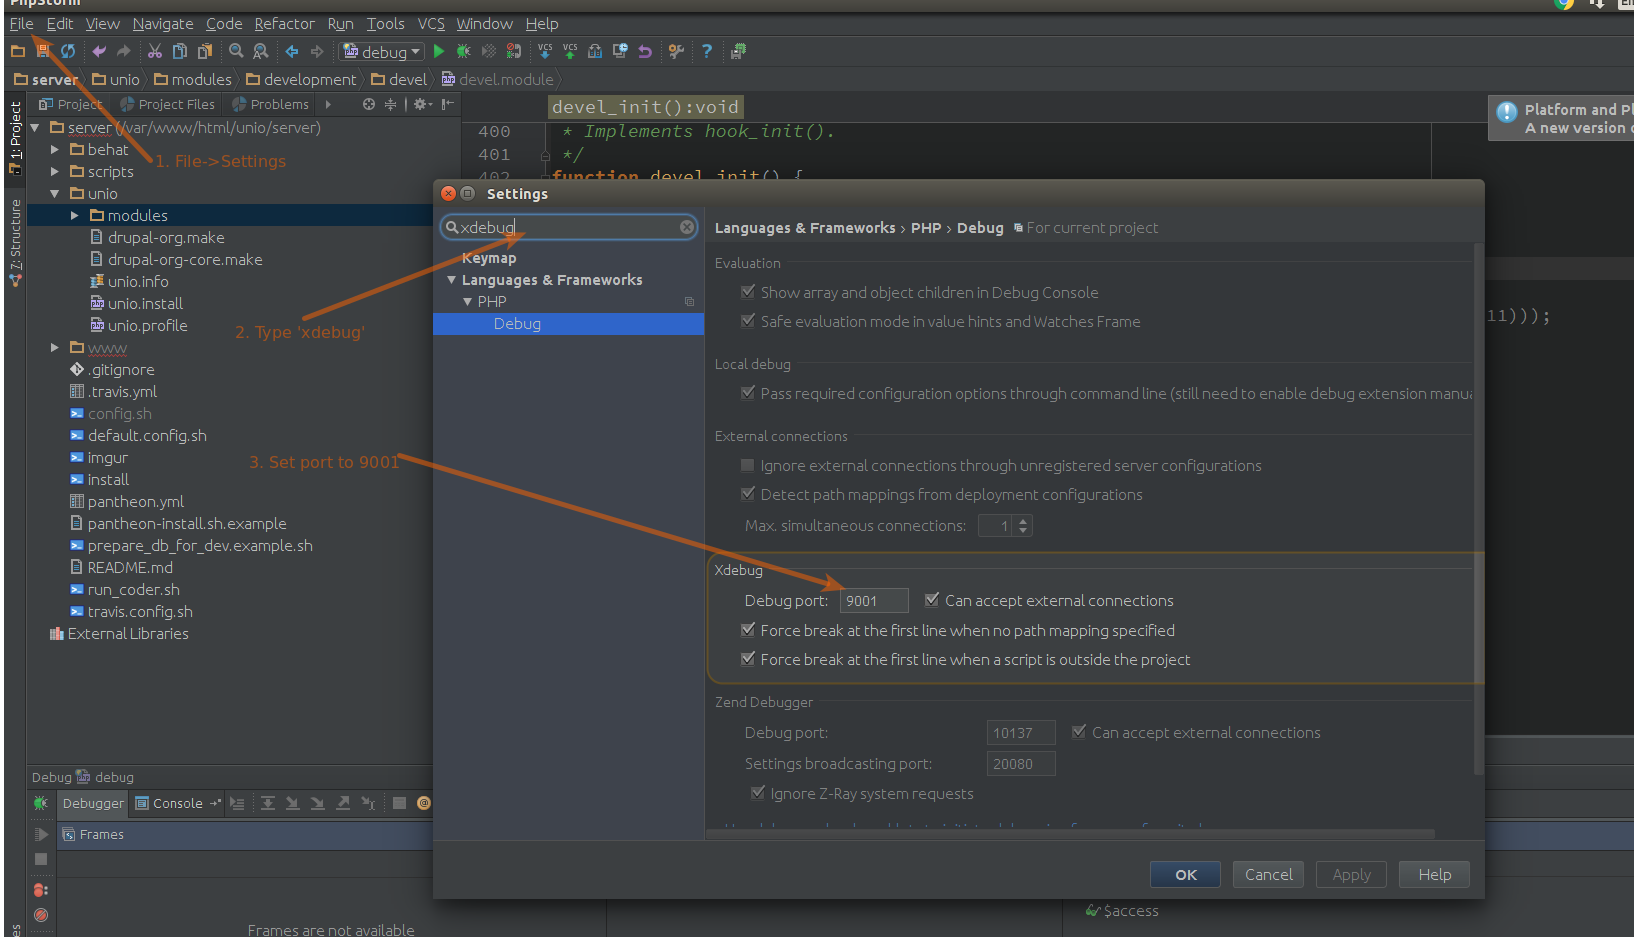 PhpStorm
File Edit View Navigate Code Refactor Run Tools VCS Window Help
debug VCS VCS
server unio modules development devel devel.module
Project Project Files Problems
1: Project
Z: Structure
server (/var/www/html/unio/server)
behat
scripts
unio
modules
drupal-org.make
drupal-org-core.make
unio.info
unio.install
unio.profile
www
.gitignore
.travis.yml
config.sh
default.config.sh
imgur
install
pantheon.yml
pantheon-install.sh.example
prepare_db_for_dev.example.sh
README.md
run_coder.sh
travis.config.sh
External Libraries
1. File->Settings
2. Type 'xdebug'
3. Set port to 9001
devel_init():void
400 * Implements hook_init().
401 */
402 function devel_init() {
11)));
Platform and Pl
A new version
Settings
xdebug
Keymap
Languages & Frameworks
PHP
Debug
Languages & Frameworks › PHP › Debug For current project
Evaluation
Show array and object children in Debug Console
Safe evaluation mode in value hints and Watches Frame
Local debug
Pass required configuration options through command line (still need to enable debug extension manua
External connections
Ignore external connections through unregistered server configurations
Detect path mappings from deployment configurations
Max. simultaneous connections: 1
Xdebug
Debug port: 9001 Can accept external connections
Force break at the first line when no path mapping specified
Force break at the first line when a script is outside the project
Zend Debugger
Debug port: 10137 Can accept external connections
Settings broadcasting port: 20080
Ignore Z-Ray system requests
OK Cancel Apply Help
Debug debug
Debugger Console
Frames
Frames are not available
$access